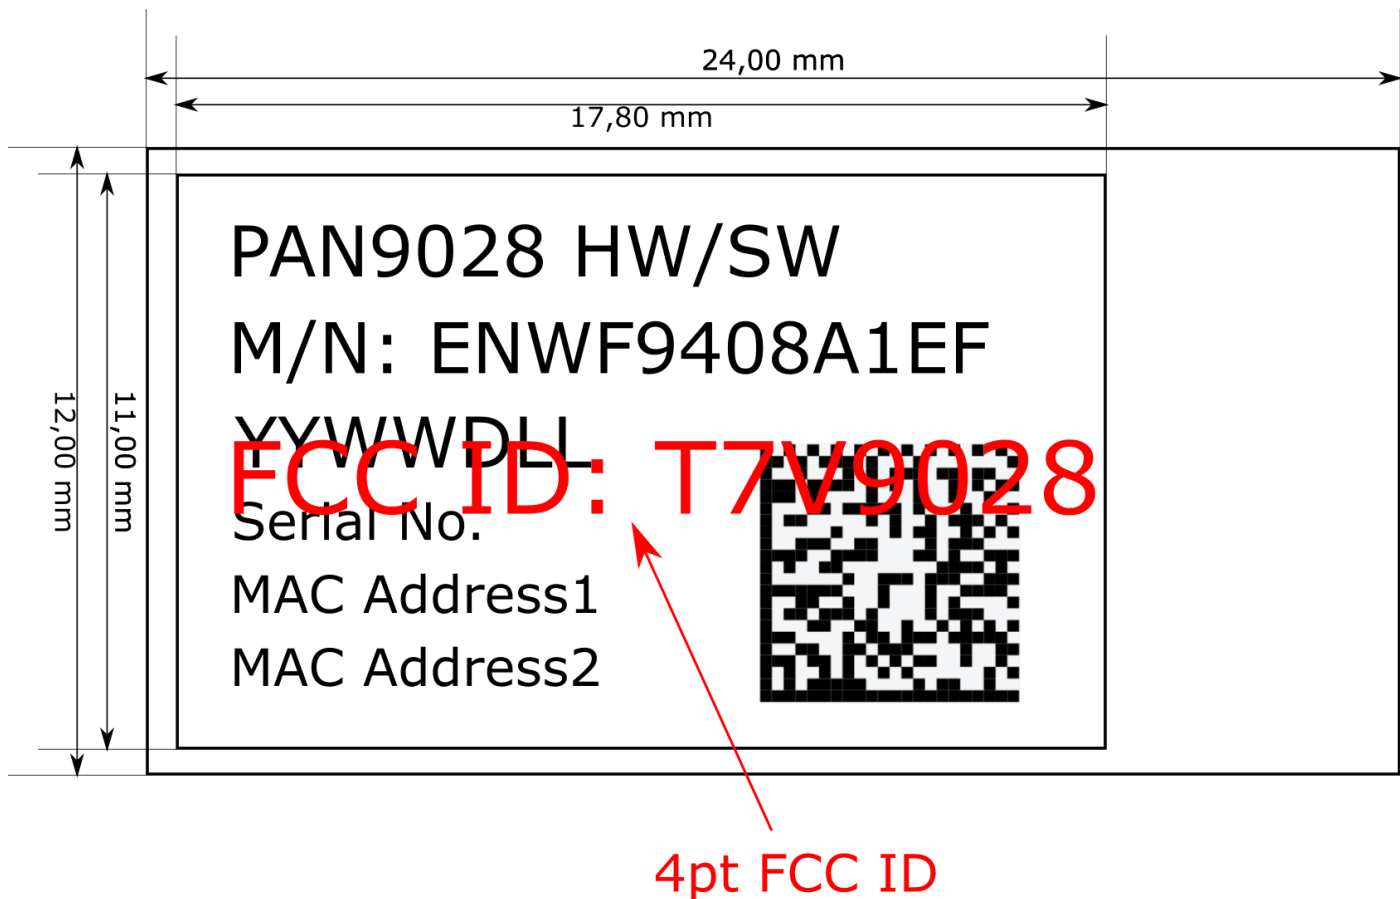 24,00 mm
17,80 mm
12,00 mm
11,00 mm
PAN9028 HW/SW
M/N: ENWF9408A1EF
YYWWDLL
FCC ID: T7V9028
Serial No.
MAC Address1
MAC Address2
4pt FCC ID